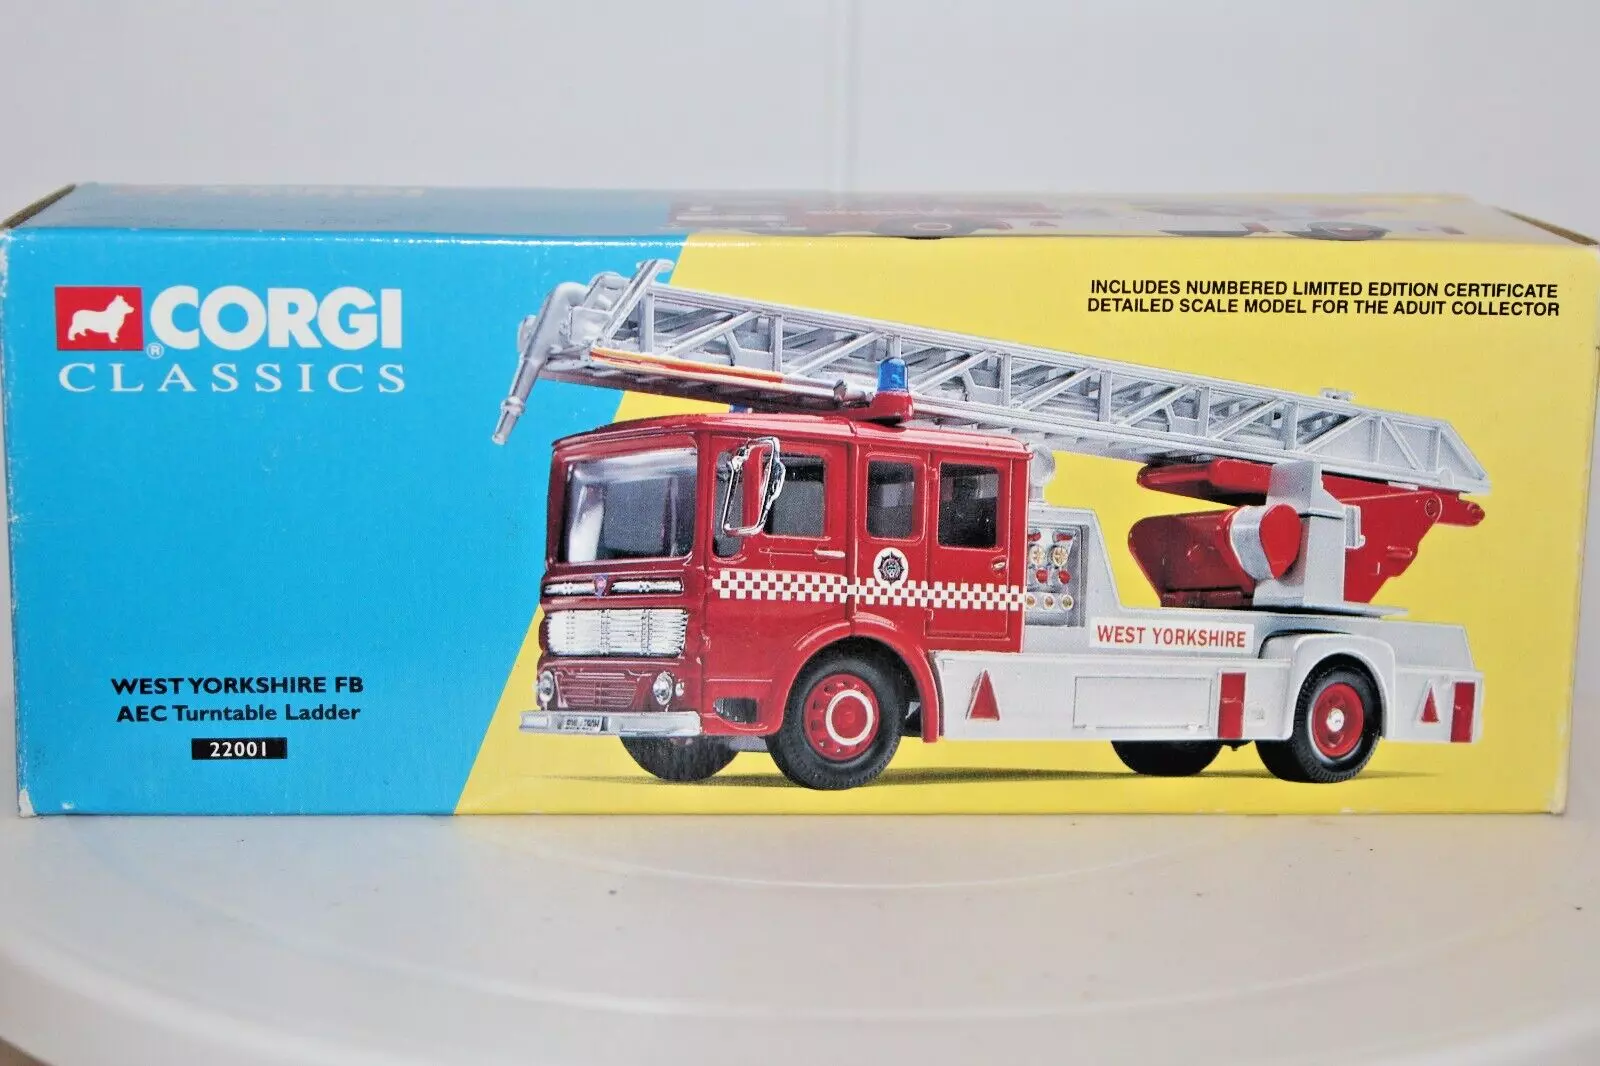 CORGI
®
CLASSICS
INCLUDES NUMBERED LIMITED EDITION CERTIFICATE
DETAILED SCALE MODEL FOR THE ADUIT COLLECTOR
WEST YORKSHIRE
WEST YORKSHIRE FB
AEC Turntable Ladder
22001